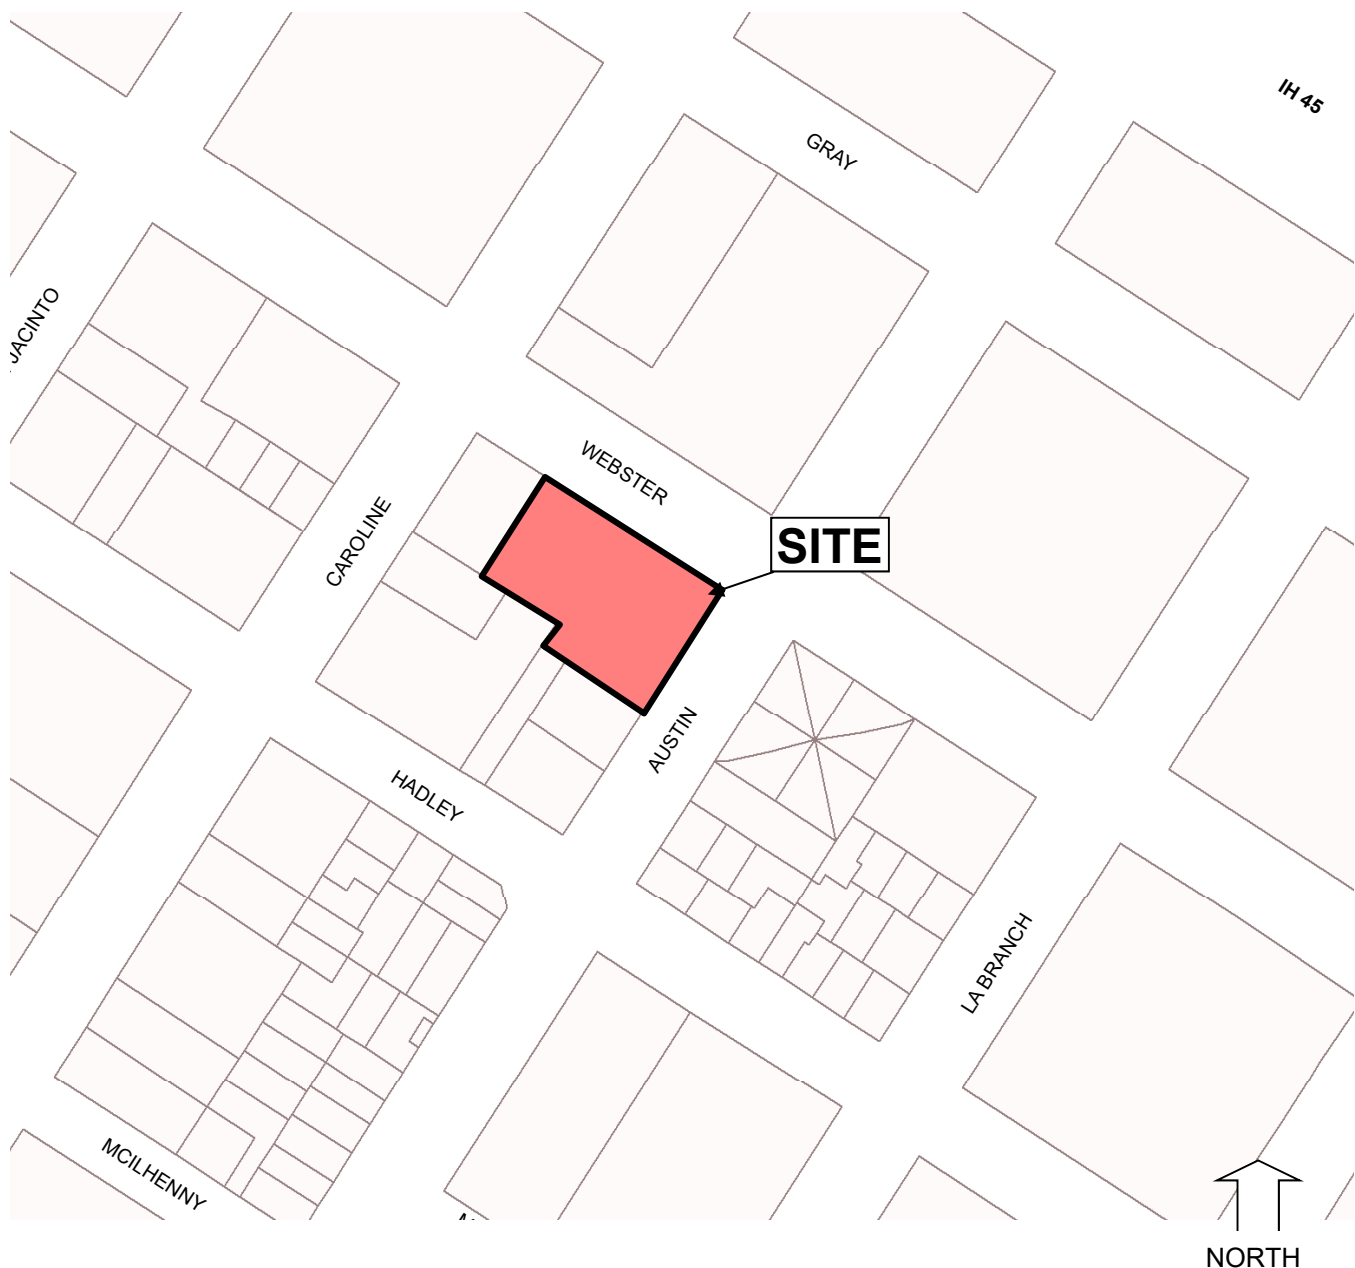 IH 45
GRAY
JACINTO
WEBSTER
CAROLINE
SITE
AUSTIN
HADLEY
LA BRANCH
MCILHENNY
NORTH